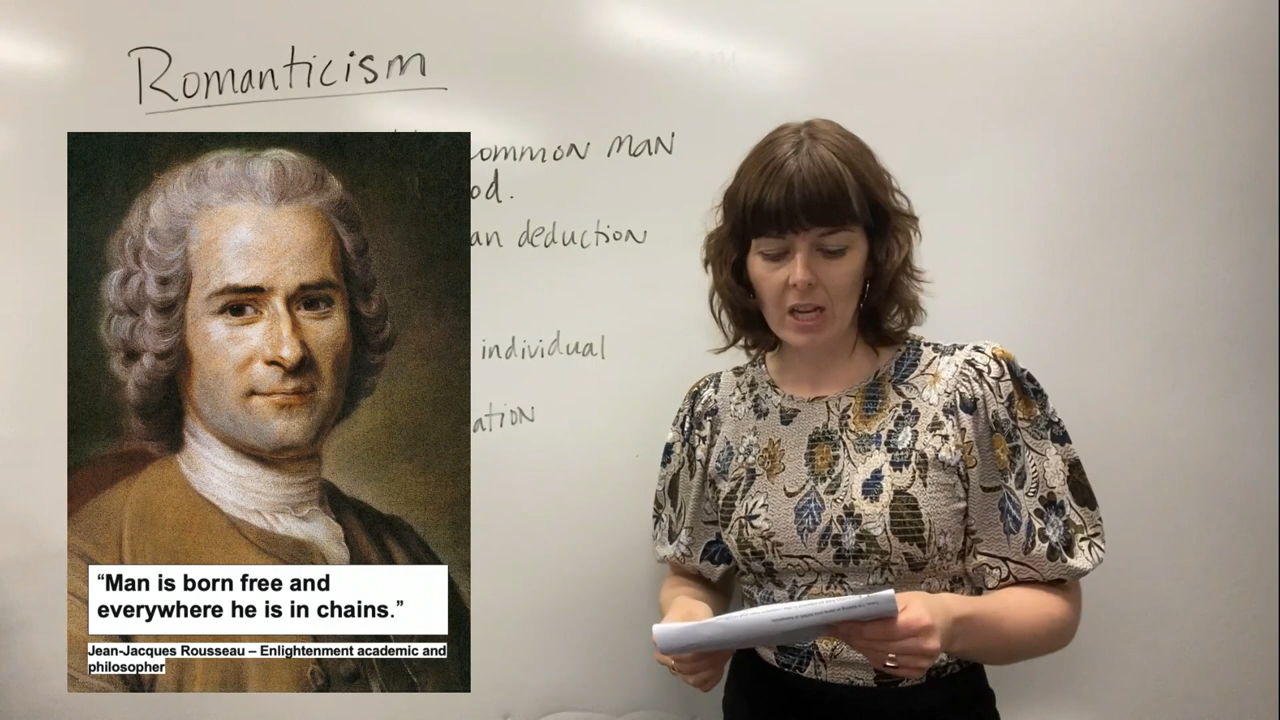 Romanticism
common man
od.
an deduction
individual
ation
“Man is born free and
everywhere he is in chains.”
Jean-Jacques Rousseau – Enlightenment academic and
philosopher